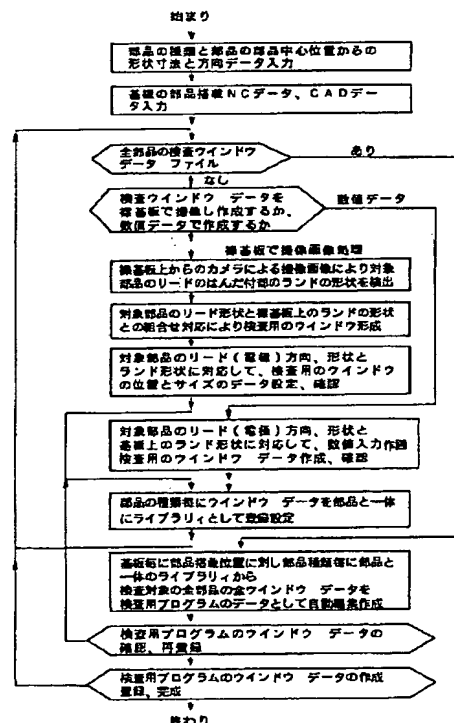 始まり
部品の種類と部品の部品中心位置からの
形状寸法と方向データ入力
基礎の部品搭載NCデータ、CADデー
タ入力
全部品の検査ウインドウ
データ ファイル
あり
なし
検査ウインドウ データを
裸基板で撮像し作成するか、
数値データで作成するか
数値データ
裸基板で撮像画像処理
裸基板上からのカメラによる撮像画像により対象
部品のリードのはんだ付部のランドの形状を検出
対象部品のリード形状と裸基板上のランドの形状
との組合せ対応により検査用のウインドウ形成
対象部品のリード(電極)方向、形状と
ランド形状に対応して、検査用のウインドウ
の位置とサイズのデータ設定、確認
対象部品のリード(電極)方向、形状と
基板上のランド形状に対応して、数値入力作図
検査用のウインドウ データ作成、確認
部品の種類毎にウインドウ データを部品と一体
にライブラリィとして登録設定
基板毎に部品搭載位置に対し部品種類毎に部品と
一体のライブラリィから
検査対象の全部品の全ウインドウ データを
検査用プログラムのデータとして自動編集作成
検査用プログラムのウインドウ データの
確認、再登録
検査用プログラムのウインドウ データの作成
登録、完成
終わり